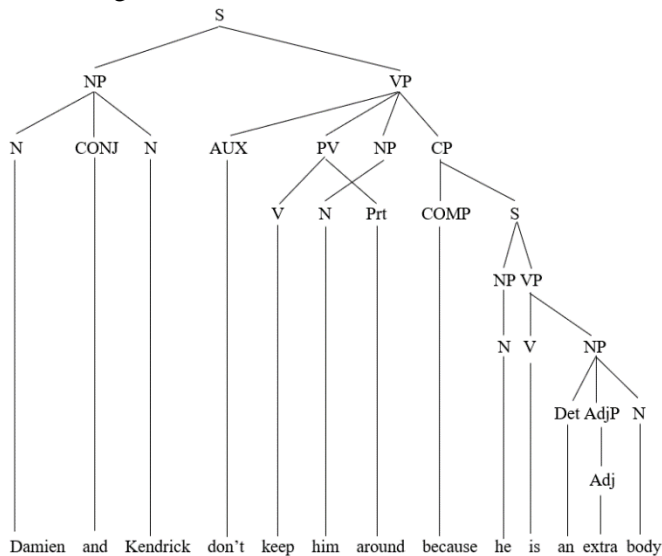 S
NP VP
N CONJ N AUX PV NP CP
V N Prt COMP S
NP VP
N V NP
Det AdjP N
Adj
Damien and Kendrick don't keep him around because he is an extra body